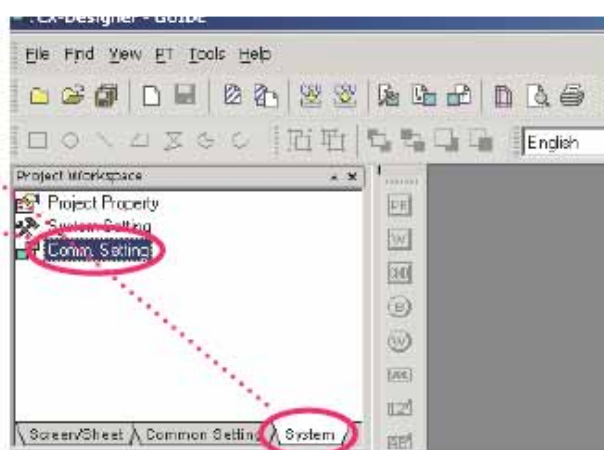 CX-Designer - GUIDE
File Find View PT Tools Help
English
Project Workspace
Project Property
System Setting
Comm. Setting
Screen/Sheet Common Setting System